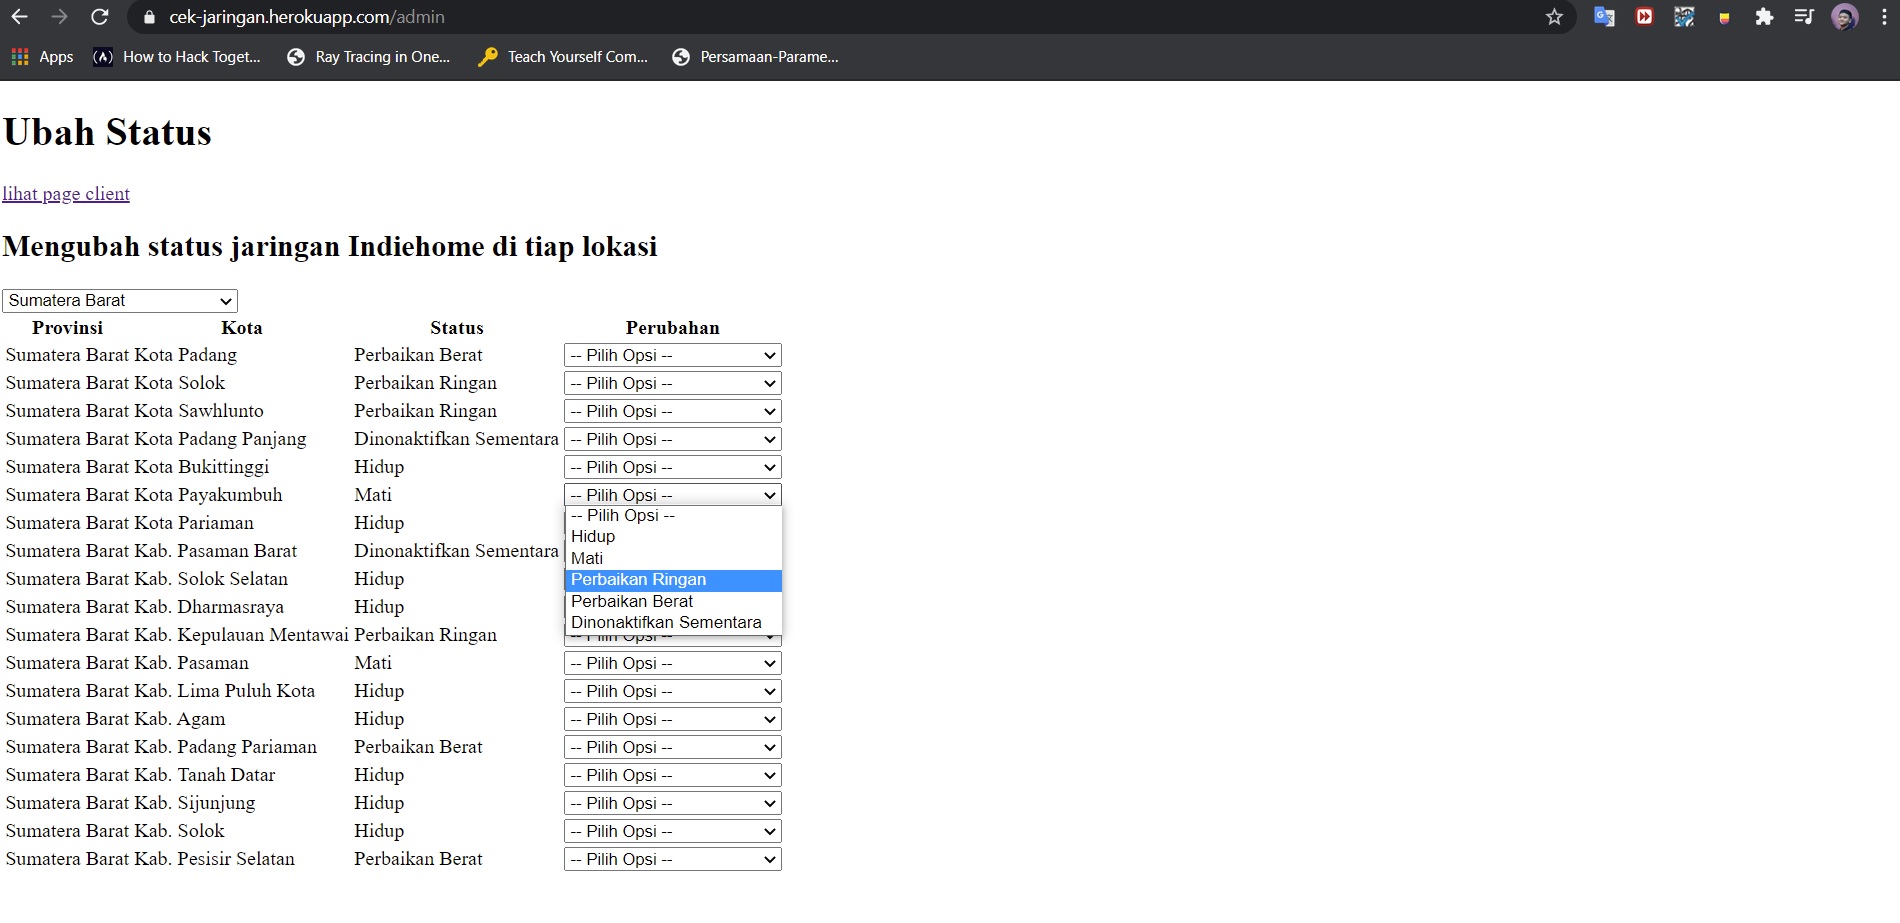 cek-jaringan.herokuapp.com/admin
Apps How to Hack Toget... Ray Tracing in One... Teach Yourself Com... Persamaan-Parame...
Ubah Status
lihat page client
Mengubah status jaringan Indiehome di tiap lokasi
Sumatera Barat
Provinsi Kota Status Perubahan
Sumatera Barat Kota Padang Perbaikan Berat -- Pilih Opsi --
Sumatera Barat Kota Solok Perbaikan Ringan -- Pilih Opsi --
Sumatera Barat Kota Sawhlunto Perbaikan Ringan -- Pilih Opsi --
Sumatera Barat Kota Padang Panjang Dinonaktifkan Sementara -- Pilih Opsi --
Sumatera Barat Kota Bukittinggi Hidup -- Pilih Opsi --
Sumatera Barat Kota Payakumbuh Mati -- Pilih Opsi --
-- Pilih Opsi --
Sumatera Barat Kota Pariaman Hidup
Hidup
Sumatera Barat Kab. Pasaman Barat Dinonaktifkan Sementara
Mati
Sumatera Barat Kab. Solok Selatan Hidup
Perbaikan Ringan
Sumatera Barat Kab. Dharmasraya Hidup
Perbaikan Berat
Dinonaktifkan Sementara
Sumatera Barat Kab. Kepulauan Mentawai Perbaikan Ringan -- Pilih Opsi --
Sumatera Barat Kab. Pasaman Mati -- Pilih Opsi --
Sumatera Barat Kab. Lima Puluh Kota Hidup -- Pilih Opsi --
Sumatera Barat Kab. Agam Hidup -- Pilih Opsi --
Sumatera Barat Kab. Padang Pariaman Perbaikan Berat -- Pilih Opsi --
Sumatera Barat Kab. Tanah Datar Hidup -- Pilih Opsi --
Sumatera Barat Kab. Sijunjung Hidup -- Pilih Opsi --
Sumatera Barat Kab. Solok Hidup -- Pilih Opsi --
Sumatera Barat Kab. Pesisir Selatan Perbaikan Berat -- Pilih Opsi --